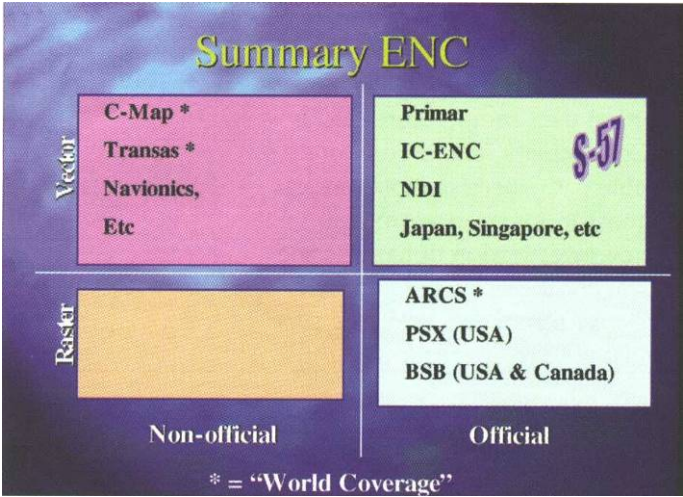 Summary ENC
Vector
C-Map *
Transas *
Navionics,
Etc
Primar
IC-ENC
NDI
Japan, Singapore, etc
S-57
Raster
ARCS *
PSX (USA)
BSB (USA & Canada)
Non-official
Official
* = “World Coverage”